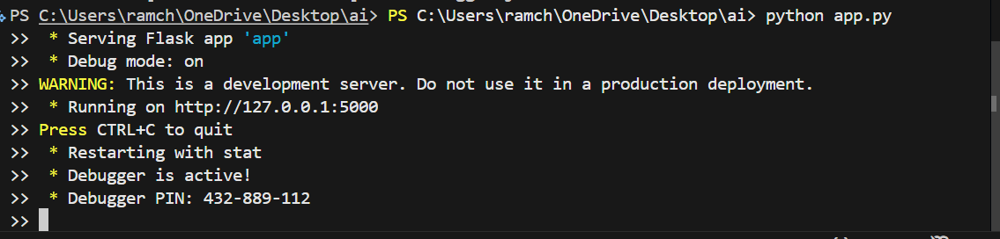 PS C:\Users\ramch\OneDrive\Desktop\ai> PS C:\Users\ramch\OneDrive\Desktop\ai> python app.py
>>  * Serving Flask app 'app'
>>  * Debug mode: on
>> WARNING: This is a development server. Do not use it in a production deployment.
>>  * Running on http://127.0.0.1:5000
>> Press CTRL+C to quit
>>  * Restarting with stat
>>  * Debugger is active!
>>  * Debugger PIN: 432-889-112
>>